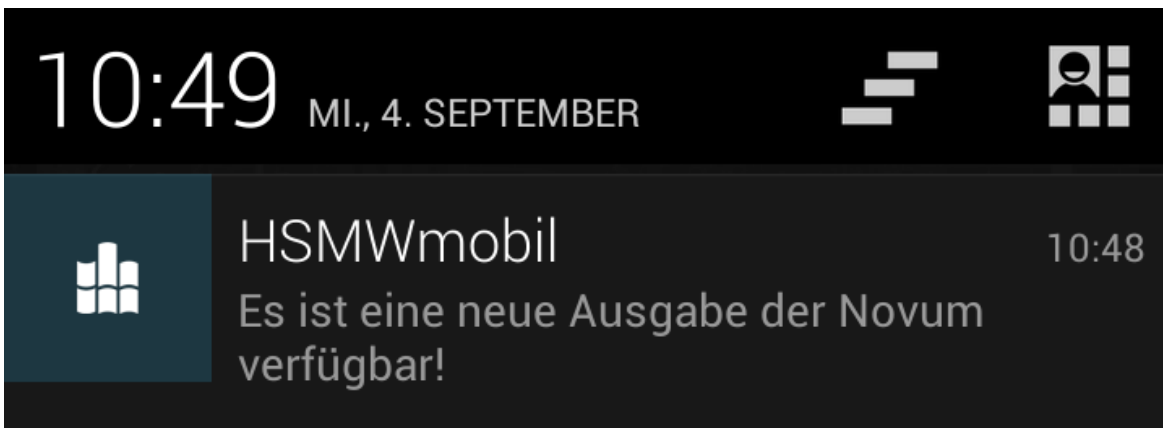 10:49 MI., 4. SEPTEMBER
HSMWmobil 10:48
Es ist eine neue Ausgabe der Novum
verfügbar!